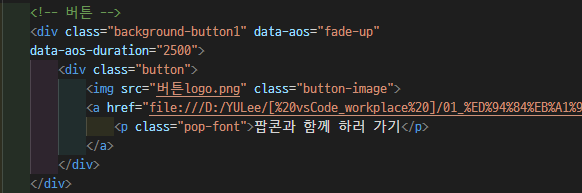 <!-- 버튼 -->
<div class="background-button1" data-aos="fade-up"
data-aos-duration="2500">
<div class="button">
<img src="버튼logo.png" class="button-image">
<a href="file:///D:/YULee/[%20vsCode_workplace%20]/01_%ED%94%84%EB%A1%9
<p class="pop-font">팝콘과 함께 하러 가기</p>
</a>
</div>
</div>